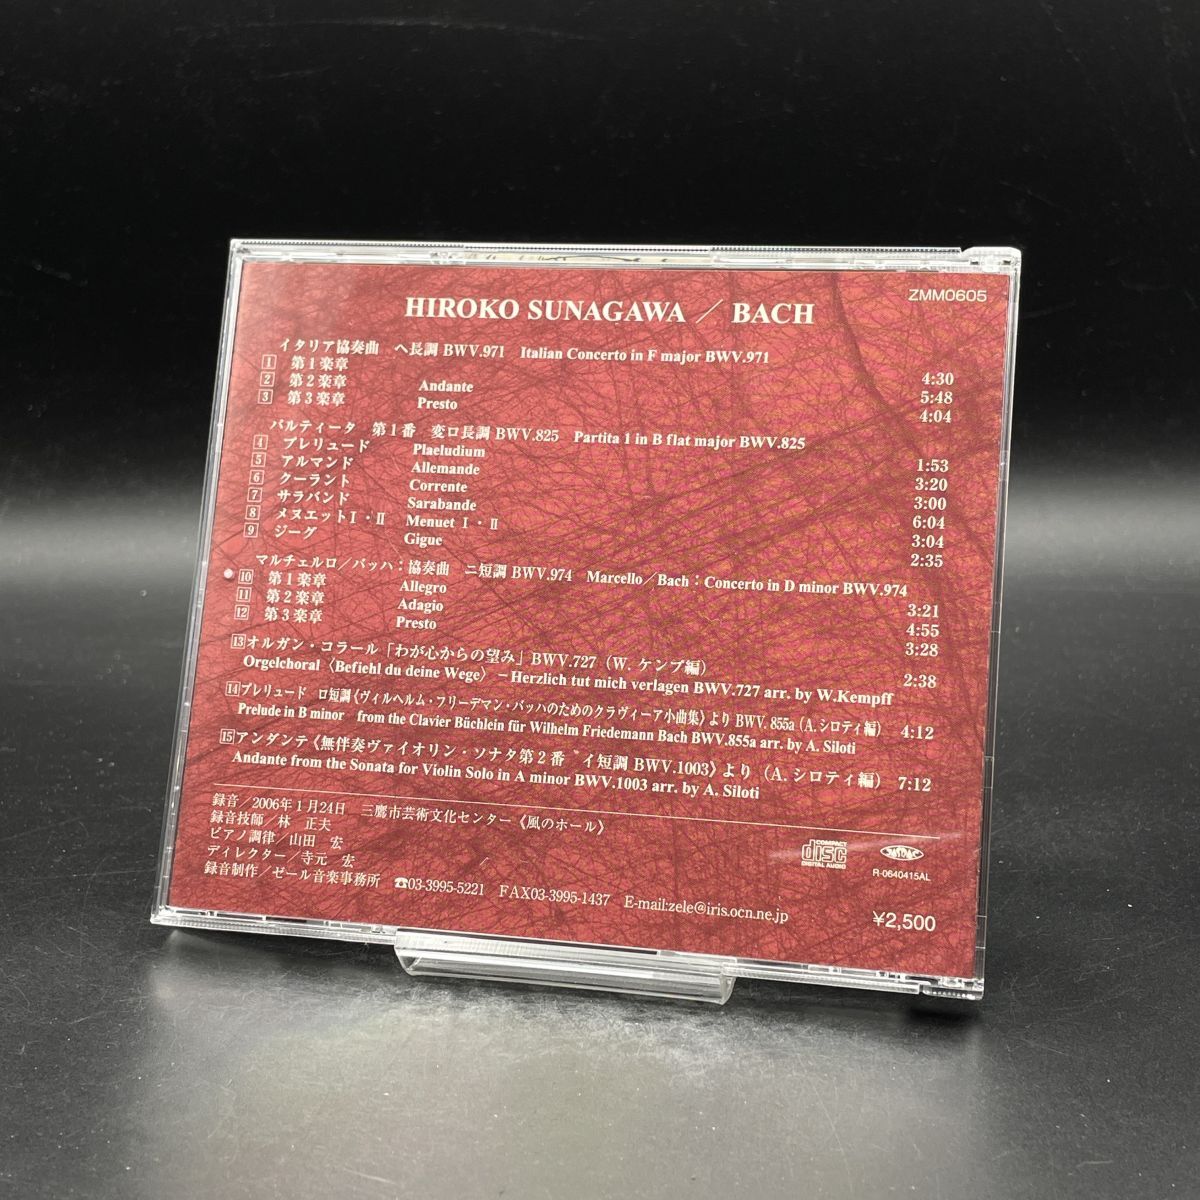 ZMM0605
HIROKO SUNAGAWA ／ BACH
イタリア協奏曲　ヘ長調 BWV.971　Italian Concerto in F major BWV.971
1 第1楽章 4:30
2 第2楽章 Andante 5:48
3 第3楽章 Presto 4:04
パルティータ　第1番　変ロ長調 BWV.825　Partita 1 in B flat major BWV.825
4 プレリュード Plaeludium 1:53
5 アルマンド Allemande 3:20
6 クーラント Corrente 3:00
7 サラバンド Sarabande 6:04
8 メヌエットⅠ・Ⅱ Menuet Ⅰ・Ⅱ 3:04
9 ジーグ Gigue 2:35
マルチェルロ／バッハ：協奏曲　ニ短調 BWV.974　Marcello／Bach：Concerto in D minor BWV.974
10 第1楽章 Allegro 3:21
11 第2楽章 Adagio 4:55
12 第3楽章 Presto 3:28
13 オルガン・コラール「わが心からの望み」BWV.727（W. ケンプ編） 2:38
Orgelchoral〈Befiehl du deine Wege〉－Herzlich tut mich verlagen BWV.727 arr. by W.Kempff
14 プレリュード　ロ短調《ヴィルヘルム・フリーデマン・バッハのためのクラヴィーア小曲集》より BWV. 855a（A. シロティ編） 4:12
Prelude in B minor　from the Clavier Büchlein für Wilhelm Friedemann Bach BWV.855a arr. by A. Siloti
15 アンダンテ《無伴奏ヴァイオリン・ソナタ第2番　イ短調 BWV.1003》より（A. シロティ編） 7:12
Andante from the Sonata for Violin Solo in A minor BWV.1003 arr. by A. Siloti
録音／2006年1月24日　三鷹市芸術文化センター《風のホール》
録音技師／林　正夫
ピアノ調律／山田　宏
ディレクター／寺元　宏
録音制作／ゼール音楽事務所　☎03-3995-5221　FAX03-3995-1437　E-mail:zele@iris.ocn.ne.jp
COMPACT disc DIGITAL AUDIO
JASRAC
R-0640415AL
¥2,500